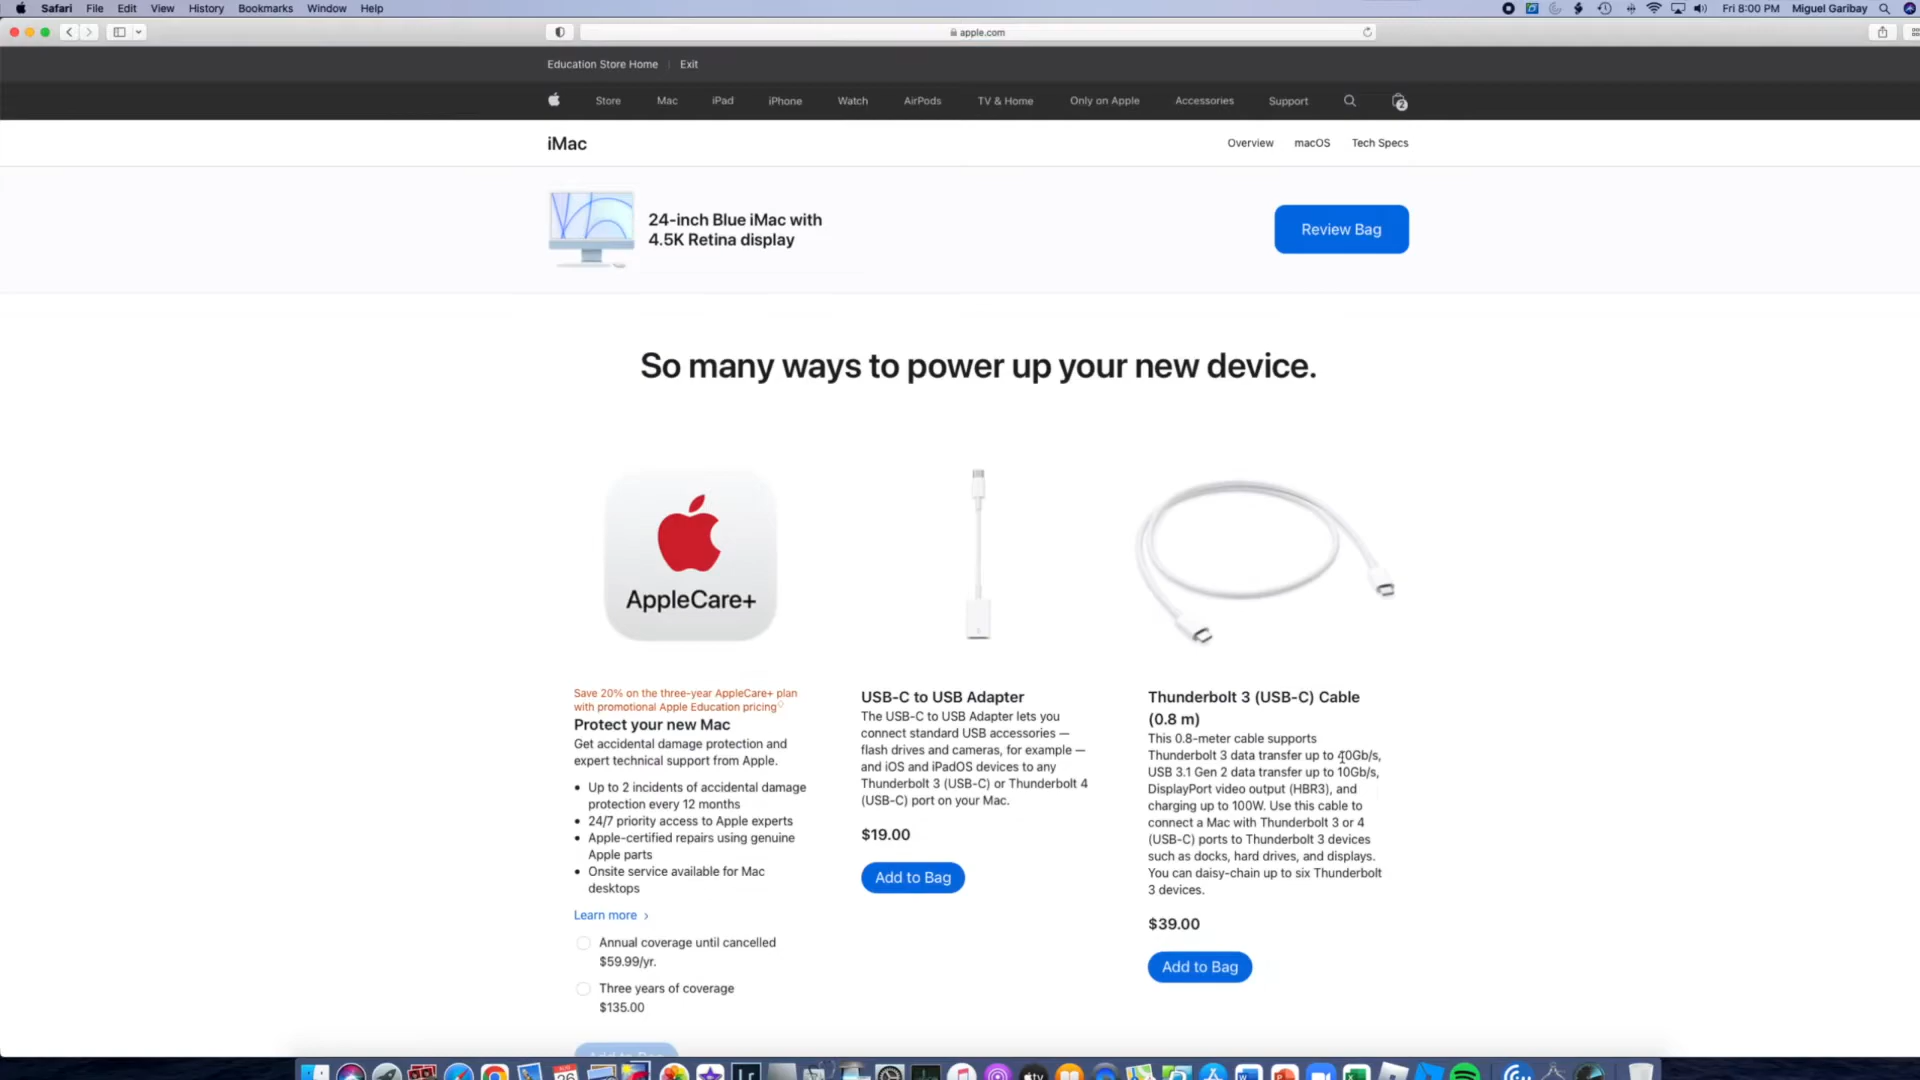 Safari File Edit View History Bookmarks Window Help
Fri 8:00 PM Miguel Garibay
apple.com
Education Store Home Exit
Store Mac iPad iPhone Watch AirPods TV & Home Only on Apple Accessories Support 2
iMac
Overview macOS Tech Specs
24-inch Blue iMac with
4.5K Retina display
Review Bag
So many ways to power up your new device.
AppleCare+
Save 20% on the three-year AppleCare+ plan
with promotional Apple Education pricing◊
Protect your new Mac
Get accidental damage protection and
expert technical support from Apple.
• Up to 2 incidents of accidental damage
protection every 12 months
• 24/7 priority access to Apple experts
• Apple-certified repairs using genuine
Apple parts
• Onsite service available for Mac
desktops
Learn more >
Annual coverage until cancelled
$59.99/yr.
Three years of coverage
$135.00
Add to Bag
USB-C to USB Adapter
The USB-C to USB Adapter lets you
connect standard USB accessories —
flash drives and cameras, for example —
and iOS and iPadOS devices to any
Thunderbolt 3 (USB-C) or Thunderbolt 4
(USB-C) port on your Mac.
$19.00
Add to Bag
Thunderbolt 3 (USB-C) Cable
(0.8 m)
This 0.8-meter cable supports
Thunderbolt 3 data transfer up to 40Gb/s,
USB 3.1 Gen 2 data transfer up to 10Gb/s,
DisplayPort video output (HBR3), and
charging up to 100W. Use this cable to
connect a Mac with Thunderbolt 3 or 4
(USB-C) ports to Thunderbolt 3 devices
such as docks, hard drives, and displays.
You can daisy-chain up to six Thunderbolt
3 devices.
$39.00
Add to Bag
26
Lr
tv